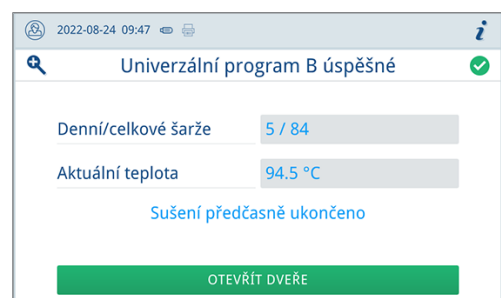 2022-08-24 09:47
i
Univerzální program B úspěšné
Denní/celkové šarže 5 / 84
Aktuální teplota 94.5 °C
Sušení předčasně ukončeno
OTEVŘÍT DVEŘE